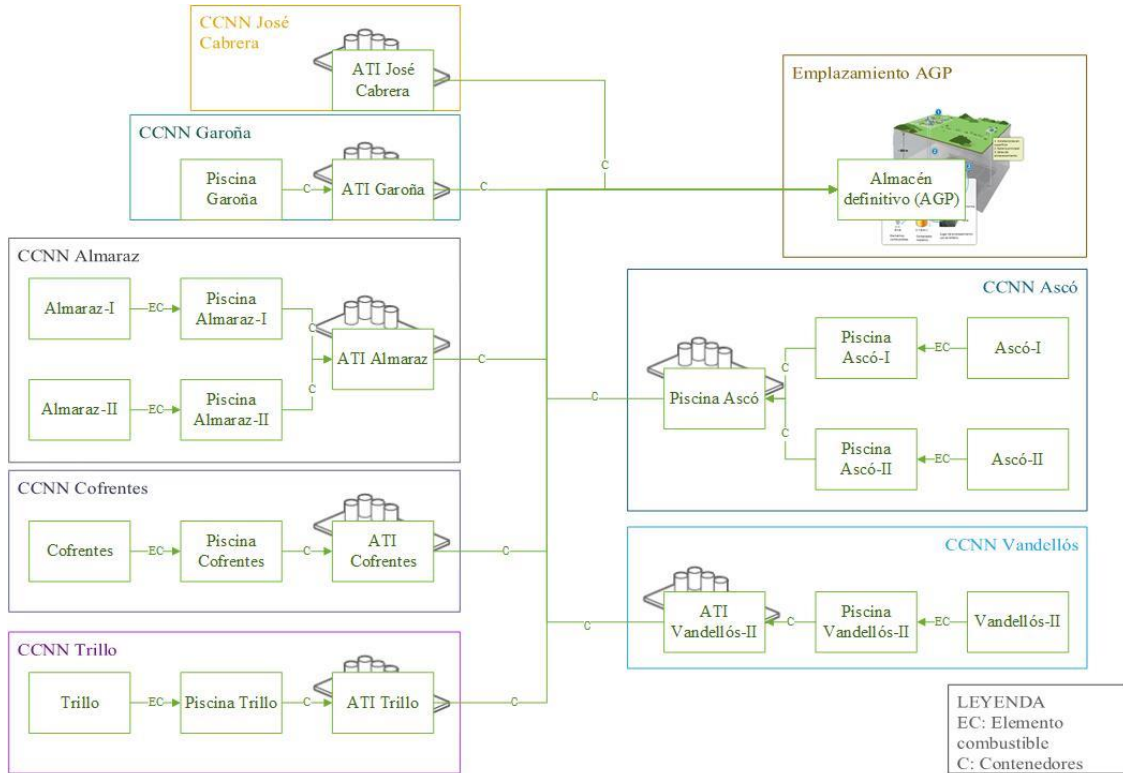 CCNN José
Cabrera
ATI José
Cabrera
C
CCNN Garoña
Piscina
Garoña
C
ATI Garoña
C
Emplazamiento AGP
Almacén
definitivo (AGP)
CCNN Almaraz
Almaraz-I
EC
Piscina
Almaraz-I
C
ATI Almaraz
C
Almaraz-II
EC
Piscina
Almaraz-II
C
CCNN Ascó
Piscina Ascó
C
C
Piscina
Ascó-I
EC
Ascó-I
C
Piscina
Ascó-II
EC
Ascó-II
CCNN Cofrentes
Cofrentes
EC
Piscina
Cofrentes
C
ATI
Cofrentes
C
CCNN Vandellós
C
ATI
Vandellós-II
C
Piscina
Vandellós-II
EC
Vandellós-II
CCNN Trillo
Trillo
EC
Piscina Trillo
C
ATI Trillo
C
LEYENDA
EC: Elemento
combustible
C: Contenedores